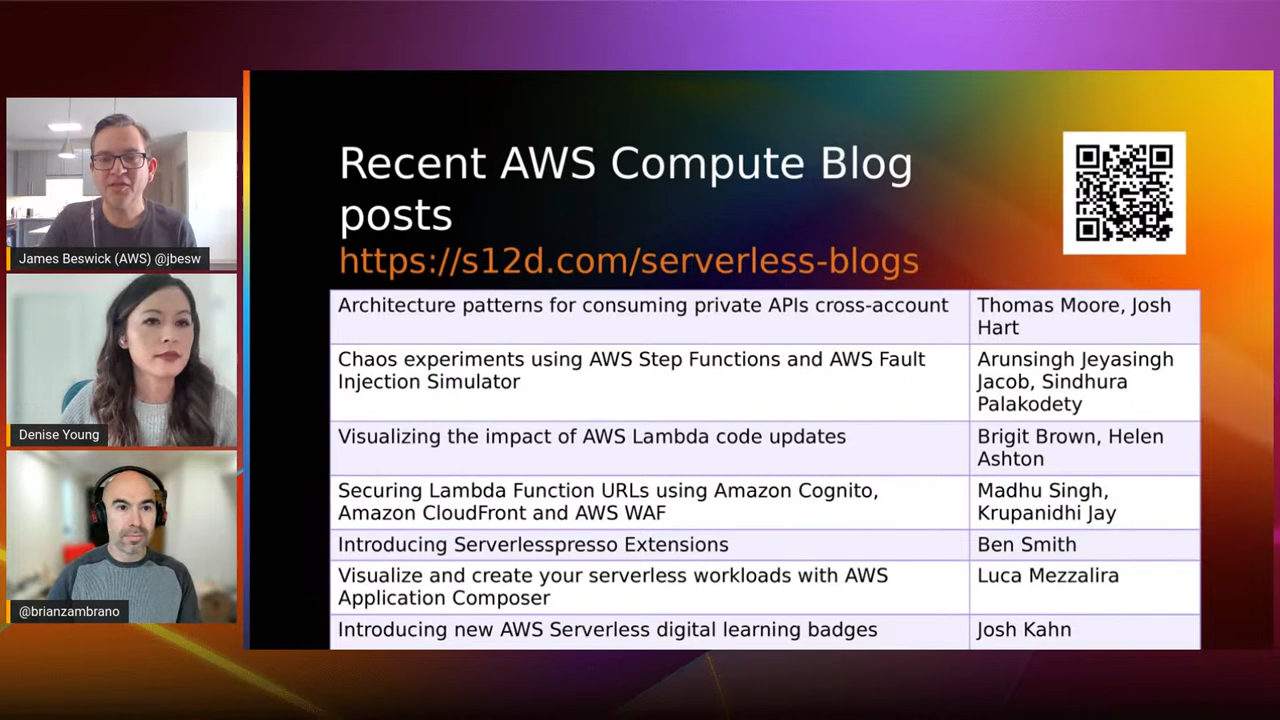 James Beswick (AWS) @jbesw
Denise Young
@brianzambrano
Recent AWS Compute Blog
posts
https://s12d.com/serverless-blogs
Architecture patterns for consuming private APIs cross-account
Thomas Moore, Josh
Hart
Chaos experiments using AWS Step Functions and AWS Fault
Injection Simulator
Arunsingh Jeyasingh
Jacob, Sindhura
Palakodety
Visualizing the impact of AWS Lambda code updates
Brigit Brown, Helen
Ashton
Securing Lambda Function URLs using Amazon Cognito,
Amazon CloudFront and AWS WAF
Madhu Singh,
Krupanidhi Jay
Introducing Serverlesspresso Extensions
Ben Smith
Visualize and create your serverless workloads with AWS
Application Composer
Luca Mezzalira
Introducing new AWS Serverless digital learning badges
Josh Kahn